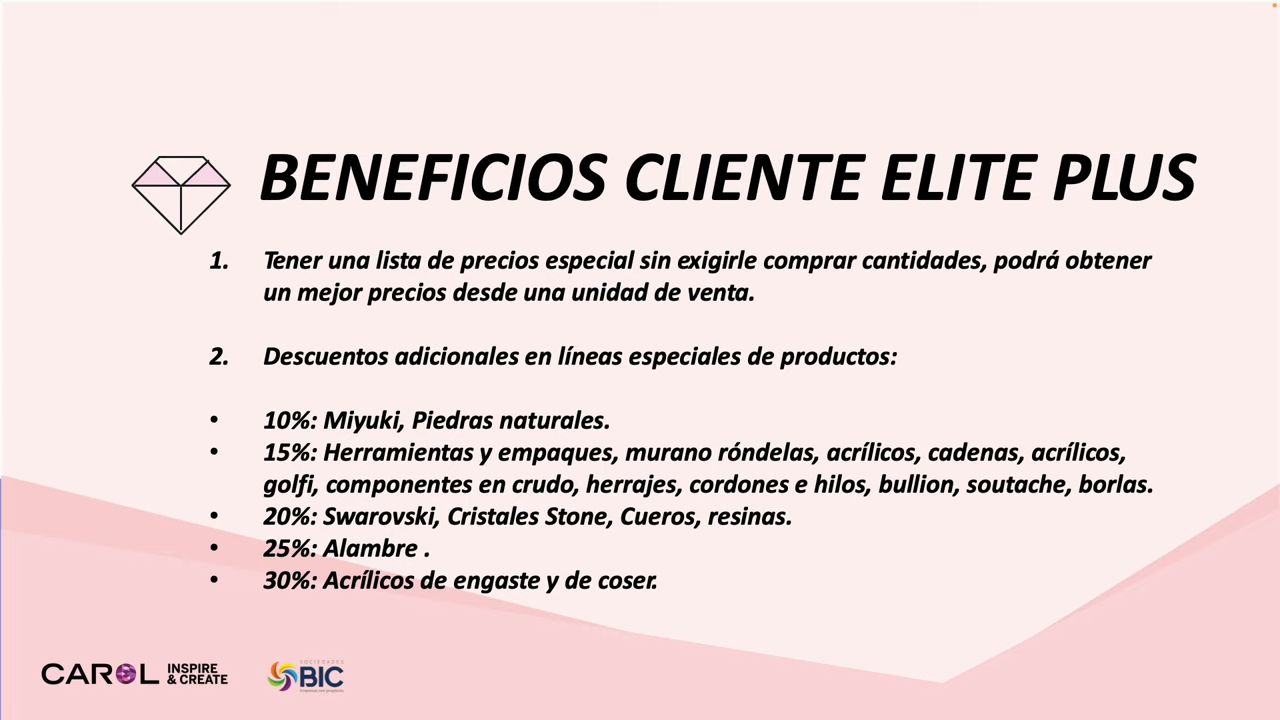 BENEFICIOS CLIENTE ELITE PLUS
1. Tener una lista de precios especial sin exigirle comprar cantidades, podrá obtener
un mejor precios desde una unidad de venta.
2. Descuentos adicionales en líneas especiales de productos:
• 10%: Miyuki, Piedras naturales.
• 15%: Herramientas y empaques, murano róndelas, acrílicos, cadenas, acrílicos,
golfi, componentes en crudo, herrajes, cordones e hilos, bullion, soutache, borlas.
• 20%: Swarovski, Cristales Stone, Cueros, resinas.
• 25%: Alambre .
• 30%: Acrílicos de engaste y de coser.
CAROL INSPIRE
& CREATE
SOCIEDADES
BIC